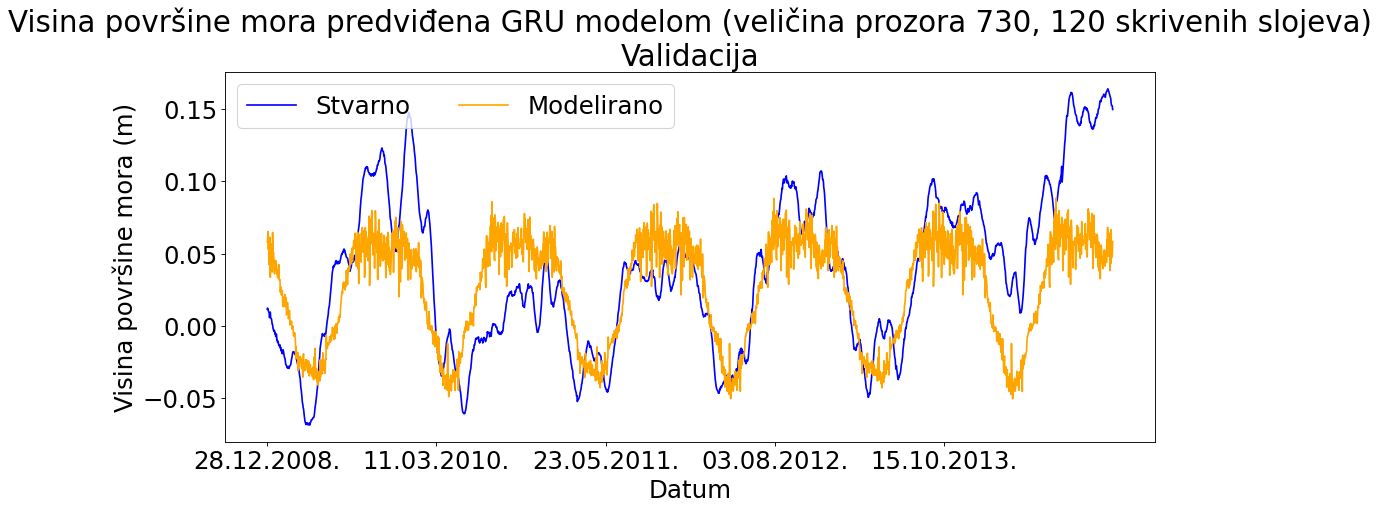 Visina površine mora predviđena GRU modelom (veličina prozora 730, 120 skrivenih slojeva)
Validacija
Stvarno Modelirano
Visina površine mora (m)
0.15
0.10
0.05
0.00
−0.05
28.12.2008. 11.03.2010. 23.05.2011. 03.08.2012. 15.10.2013.
Datum